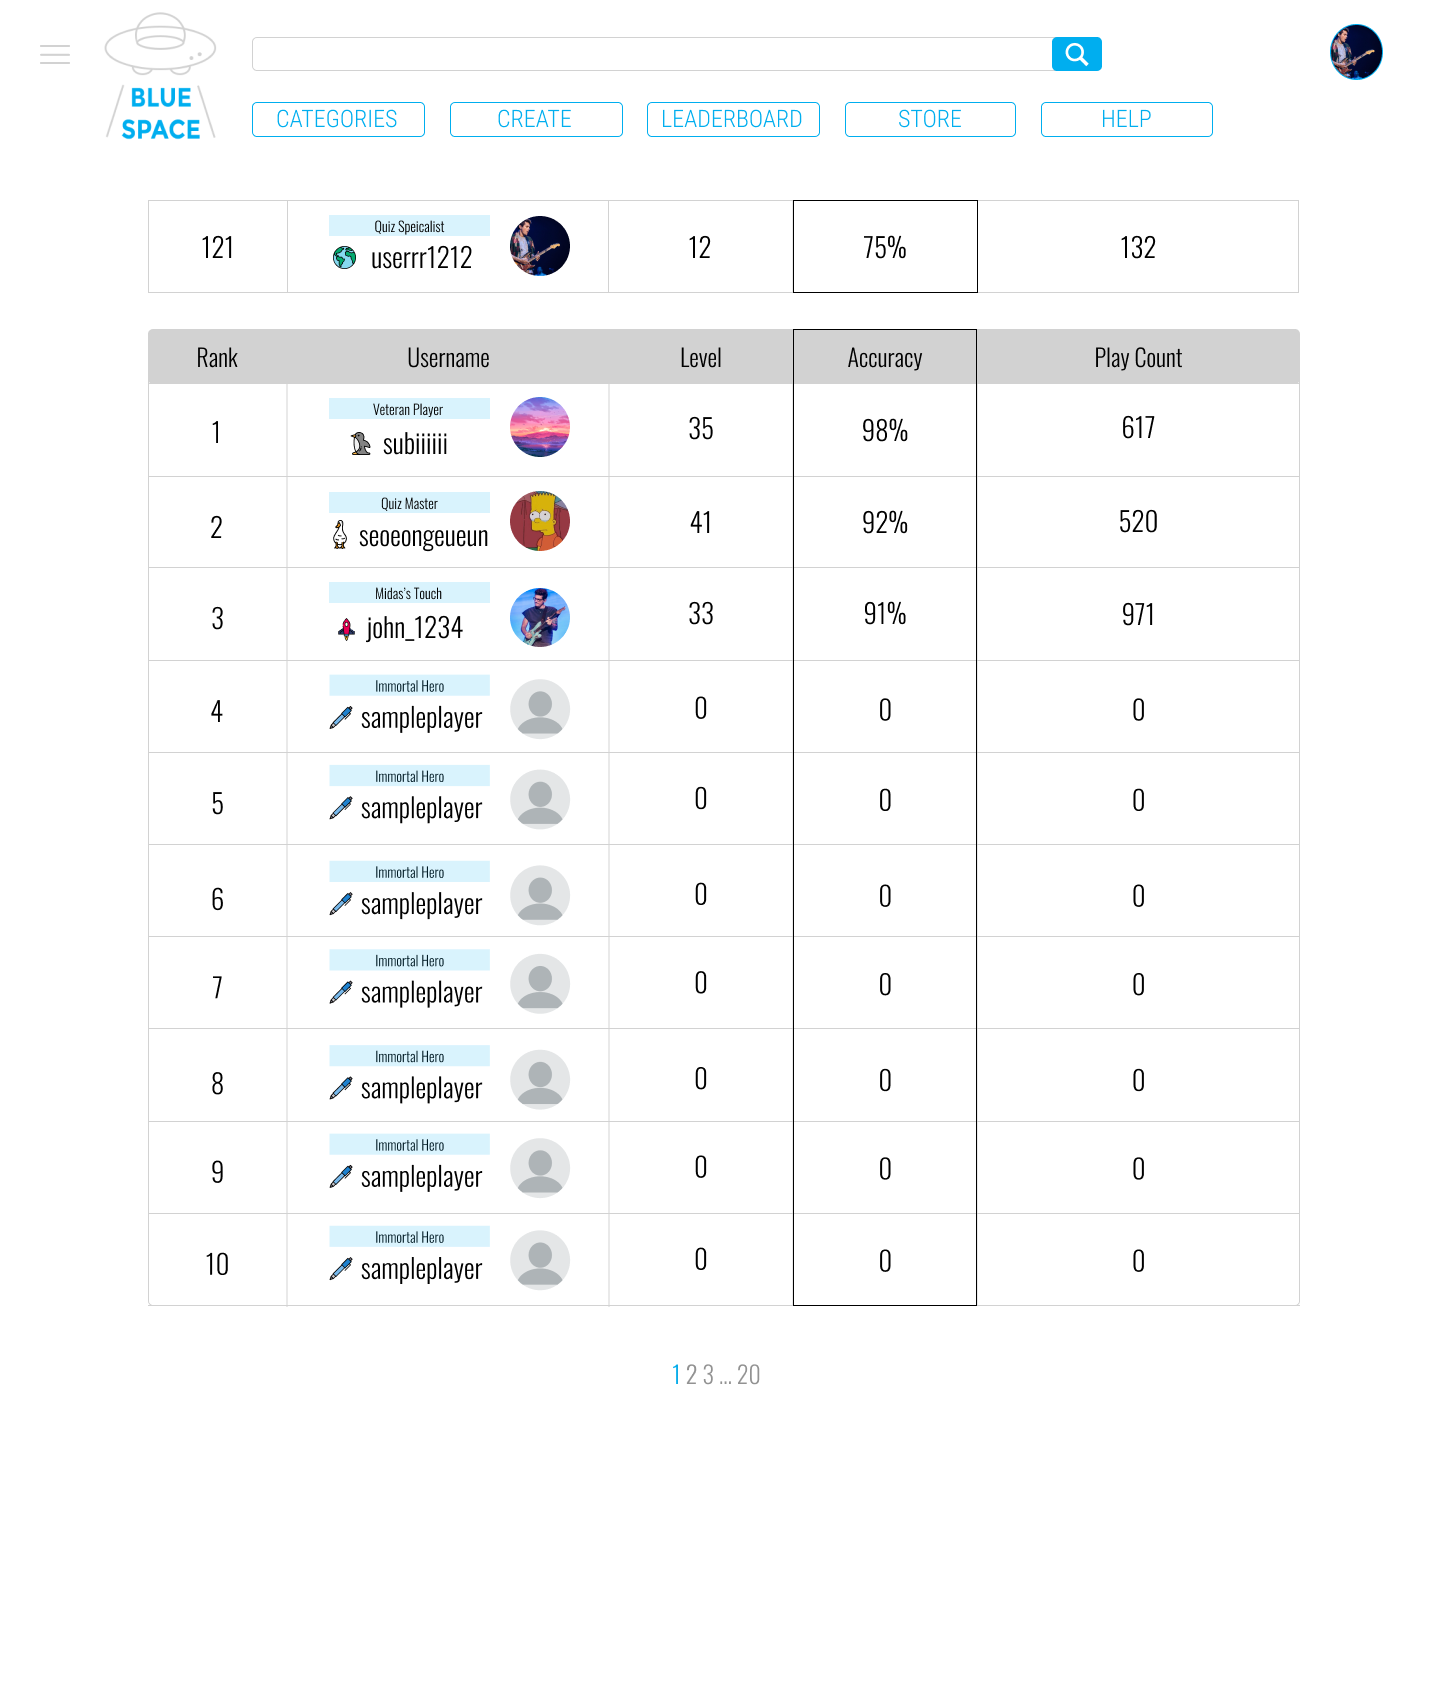 BLUE
SPACE
CATEGORIES CREATE LEADERBOARD STORE HELP
Quiz Speicalist
121 userrr1212 12 75% 132
Rank Username Level Accuracy Play Count
Veteran Player
1 subiiiiii 35 98% 617
Quiz Master
2 seoeongeueun 41 92% 520
Midas's Touch
3 john_1234 33 91% 971
Immortal Hero
4 sampleplayer 0 0 0
Immortal Hero
5 sampleplayer 0 0 0
Immortal Hero
6 sampleplayer 0 0 0
Immortal Hero
7 sampleplayer 0 0 0
Immortal Hero
8 sampleplayer 0 0 0
Immortal Hero
9 sampleplayer 0 0 0
Immortal Hero
10 sampleplayer 0 0 0
1 2 3 ... 20